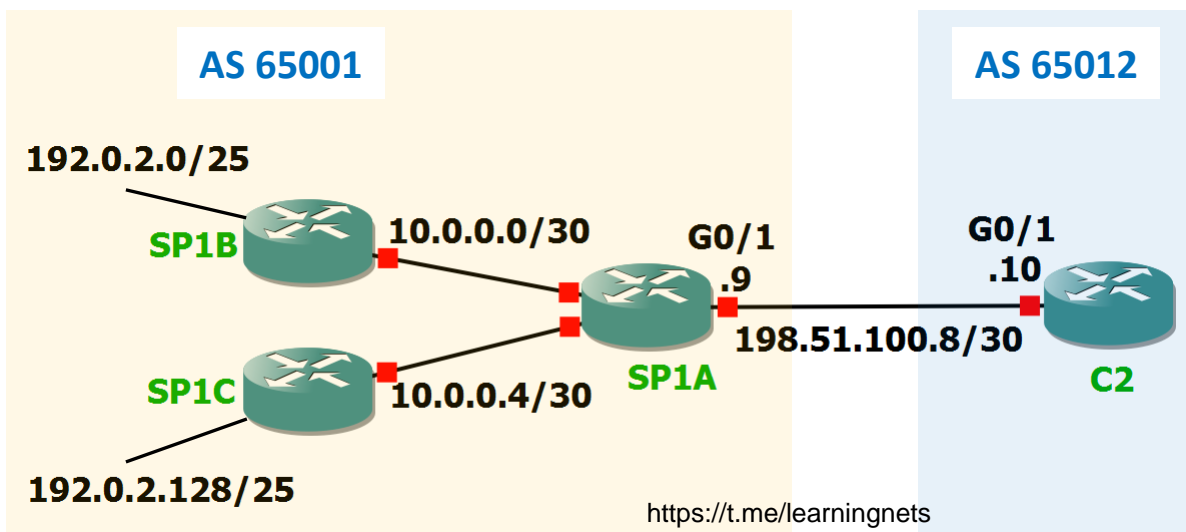 AS 65001
AS 65012
192.0.2.0/25
SP1B
10.0.0.0/30
G0/1
.9
G0/1
.10
198.51.100.8/30
SP1A
C2
SP1C
10.0.0.4/30
192.0.2.128/25
https://t.me/learningnets